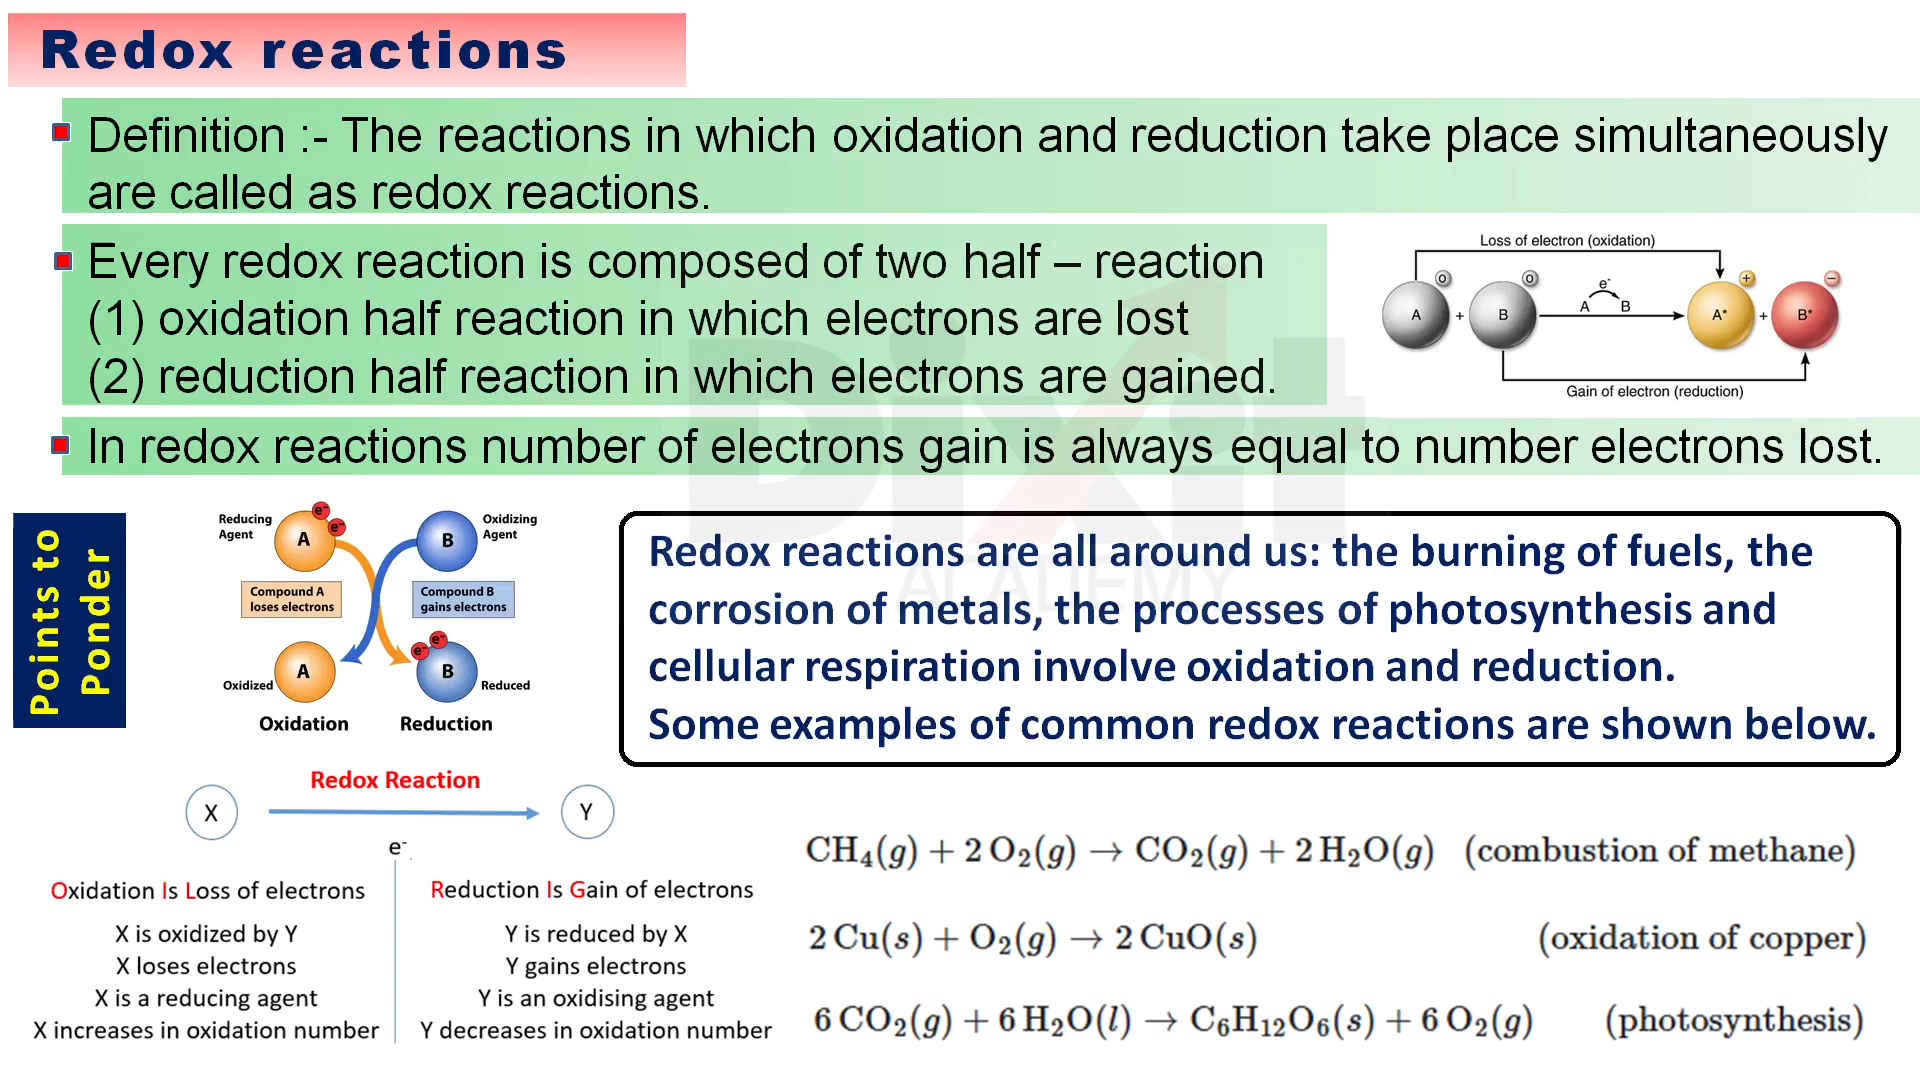 Redox reactions
Definition :- The reactions in which oxidation and reduction take place simultaneously
are called as redox reactions.
Every redox reaction is composed of two half – reaction
(1) oxidation half reaction in which electrons are lost
(2) reduction half reaction in which electrons are gained.
Loss of electron (oxidation)
A o + B o A e- B A* + + B* −
Gain of electron (reduction)
In redox reactions number of electrons gain is always equal to number electrons lost.
Dixit
ACADEMY
Points to
Ponder
Reducing
Agent
A e- e-
B
Oxidizing
Agent
Compound A
loses electrons
Compound B
gains electrons
A
Oxidized
e- e- B
Reduced
Oxidation
Reduction
Redox reactions are all around us: the burning of fuels, the
corrosion of metals, the processes of photosynthesis and
cellular respiration involve oxidation and reduction.
Some examples of common redox reactions are shown below.
Redox Reaction
X
Y
e-
Oxidation Is Loss of electrons
X is oxidized by Y
X loses electrons
X is a reducing agent
X increases in oxidation number
Reduction Is Gain of electrons
Y is reduced by X
Y gains electrons
Y is an oxidising agent
Y decreases in oxidation number
CH₄(g) + 2 O₂(g) → CO₂(g) + 2 H₂O(g) (combustion of methane)
2 Cu(s) + O₂(g) → 2 CuO(s) (oxidation of copper)
6 CO₂(g) + 6 H₂O(l) → C₆H₁₂O₆(s) + 6 O₂(g) (photosynthesis)